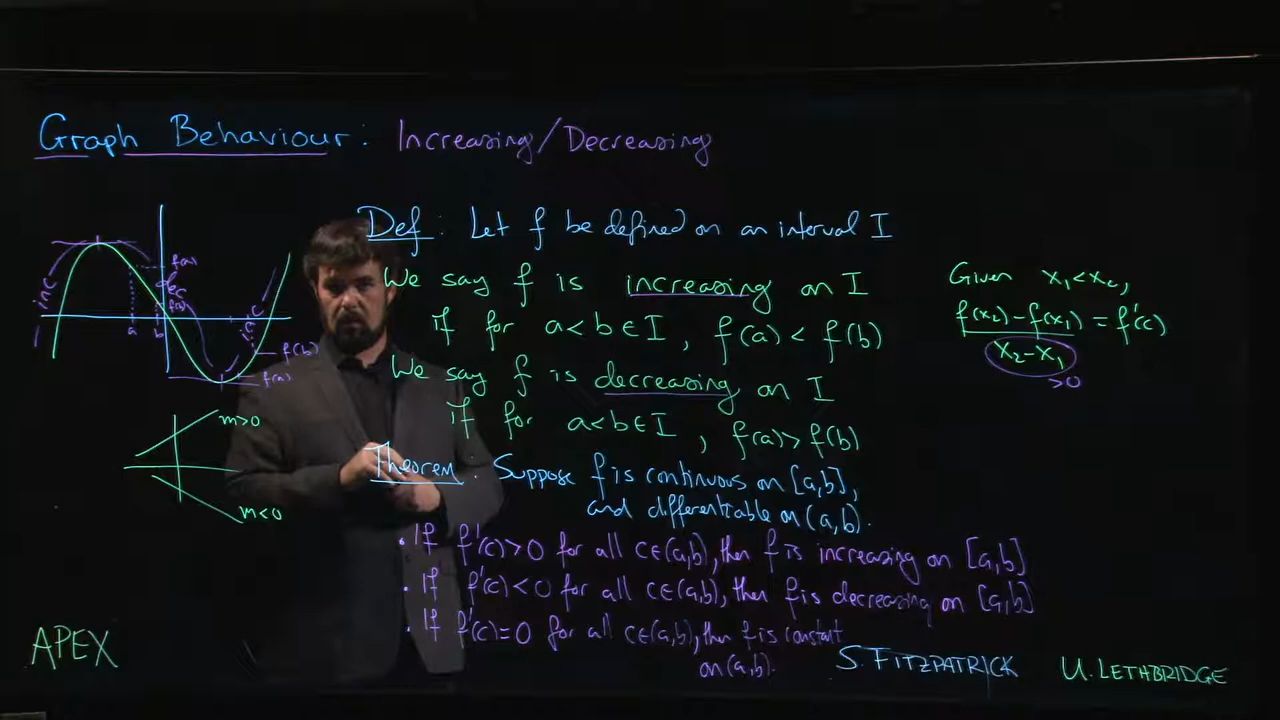 Graph Behaviour: Increasing/Decreasing
inc
dec
f(a)
f(b)
a
b
f(b)
f(a)
m>0
m<0
Def: Let f be defined on an interval I
We say f is increasing on I
if for a<b∈I, f(a) < f(b)
We say f is decreasing on I
if for a<b∈I, f(a)> f(b)
Theorem: Suppose f is continuous on [a,b],
and differentiable on (a,b).
· If f'(c)>0 for all c∈(a,b), then f is increasing on [a,b]
· If f'(c)<0 for all c∈(a,b), then f is decreasing on [a,b]
· If f'(c)=0 for all c∈(a,b), then f is constant
on (a,b).
Given x₁<x₂,
f(x₂)-f(x₁) = f'(c)
x₂-x₁
>0
APEX
S. FITZPATRICK
U. LETHBRIDGE